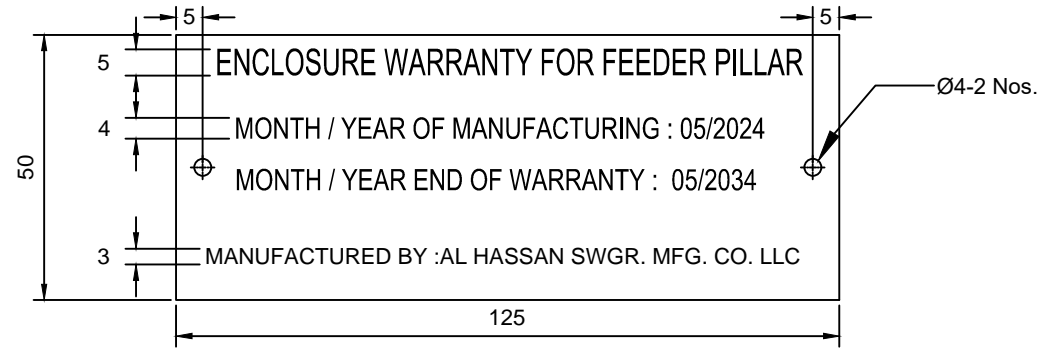 5
5
5
ENCLOSURE WARRANTY FOR FEEDER PILLAR
Ø4-2 Nos.
4
MONTH / YEAR OF MANUFACTURING : 05/2024
50
MONTH / YEAR END OF WARRANTY : 05/2034
3
MANUFACTURED BY :AL HASSAN SWGR. MFG. CO. LLC
125